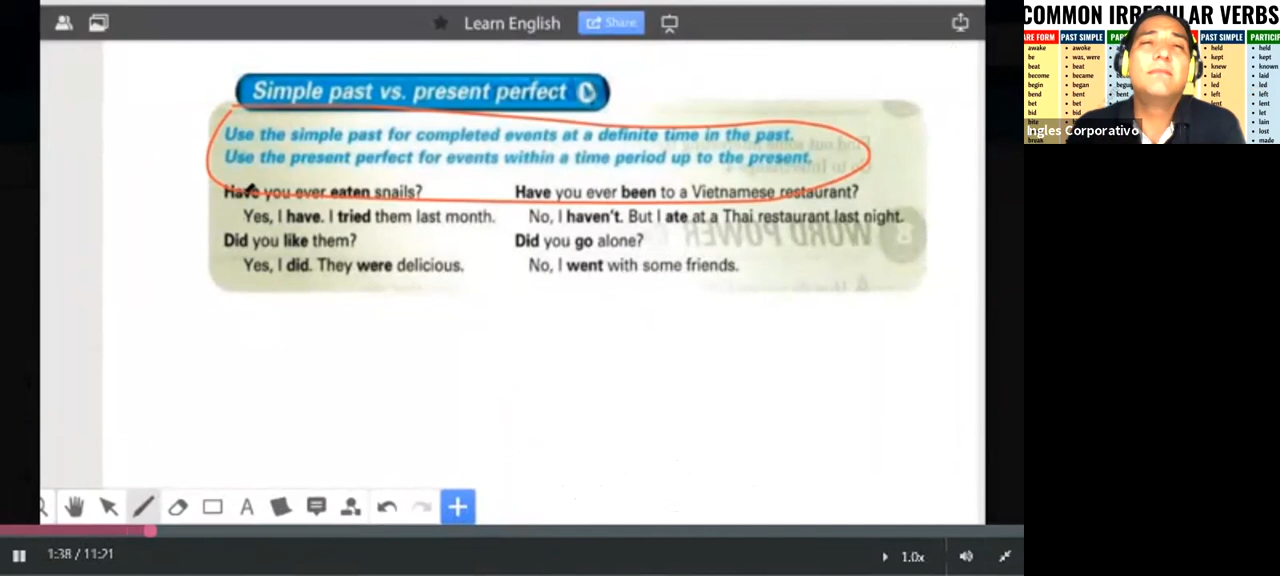 Learn English
Share
Simple past vs. present perfect
Use the simple past for completed events at a definite time in the past.
Use the present perfect for events within a time period up to the present.
Have you ever eaten snails?
Yes, I have. I tried them last month.
Did you like them?
Yes, I did. They were delicious.
Have you ever been to a Vietnamese restaurant?
No, I haven't. But I ate at a Thai restaurant last night.
Did you go alone?
No, I went with some friends.
WORD POWER
A
1:38 / 11:21
1.0x
COMMON IRREGULAR VERBS
PAST SIMPLE
PAST SIMPLE
awake
awoke
held
held
be
was, were
kept
kept
beat
beat
knew
known
become
became
laid
laid
begin
began
led
led
bend
bent
bent
left
left
bet
bet
lent
bid
bid
let
let
lain
lost
break
made
Ingles Corporativo